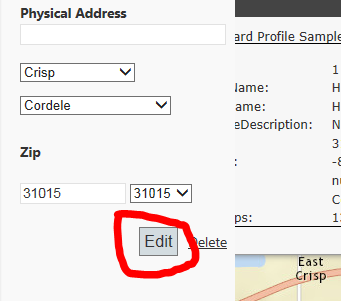 Physical Address
Crisp
Cordele
Zip
31015 31015
Edit Delete
ard Profile Sample
1
Name: H
ame: H
eDescription: N
3
: -8
nu
C
ps: 13
East
Crisp